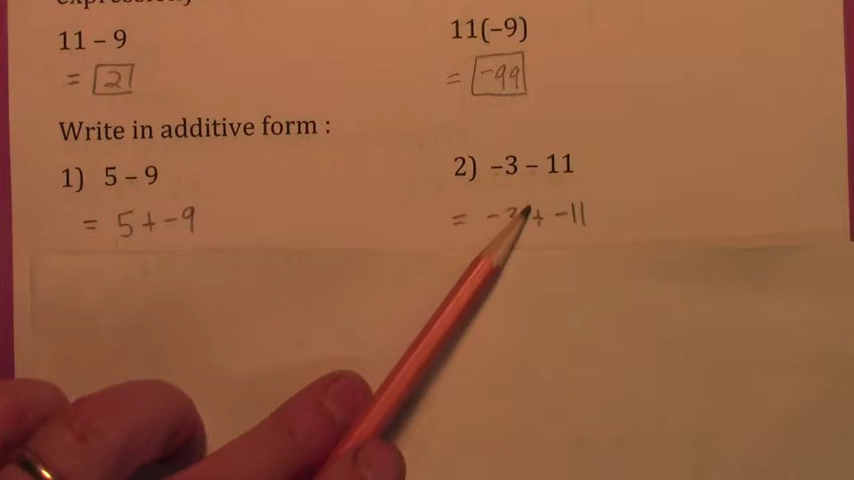 11 – 9 11(–9)
= 2 = -99
Write in additive form :
1) 5 – 9 2) –3 – 11
= 5 + -9 = -3 + -11